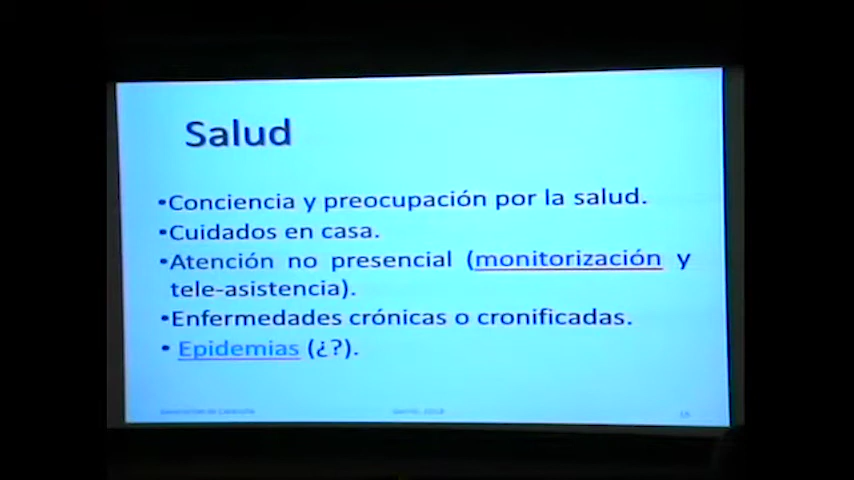 Salud
•Conciencia y preocupación por la salud.
•Cuidados en casa.
•Atención no presencial (monitorización y
tele-asistencia).
•Enfermedades crónicas o cronificadas.
• Epidemias (¿?).